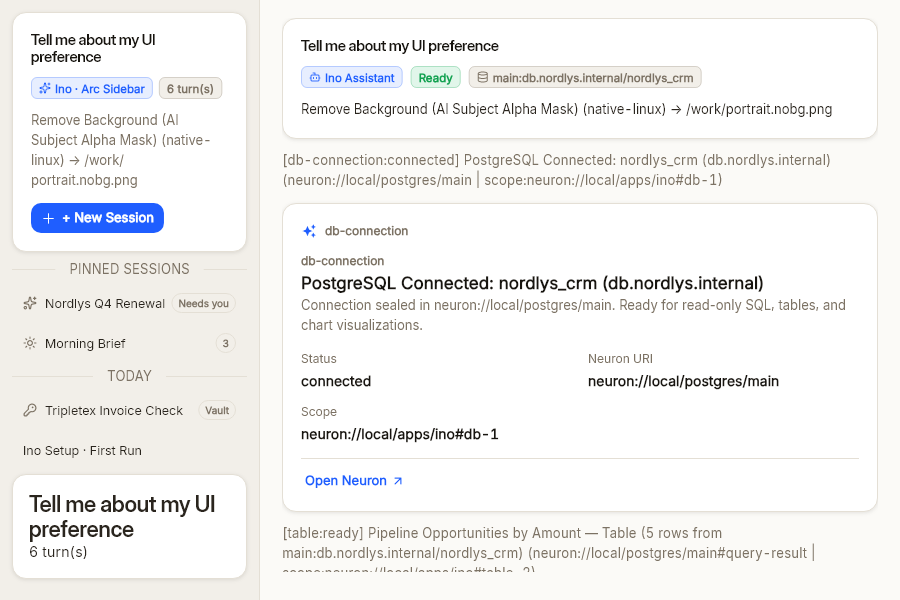 Tell me about my UI
preference
Ino · Arc Sidebar
6 turn(s)
Remove Background (AI
Subject Alpha Mask) (native-
linux) → /work/
portrait.nobg.png
+ New Session
PINNED SESSIONS
Nordlys Q4 Renewal
Needs you
Morning Brief
3
TODAY
Tripletex Invoice Check
Vault
Ino Setup · First Run
Tell me about my UI
preference
6 turn(s)
Tell me about my UI preference
Ino Assistant
Ready
main:db.nordlys.internal/nordlys_crm
Remove Background (AI Subject Alpha Mask) (native-linux) → /work/portrait.nobg.png
[db-connection:connected] PostgreSQL Connected: nordlys_crm (db.nordlys.internal)
(neuron://local/postgres/main | scope:neuron://local/apps/ino#db-1)
db-connection
db-connection
PostgreSQL Connected: nordlys_crm (db.nordlys.internal)
Connection sealed in neuron://local/postgres/main. Ready for read-only SQL, tables, and
chart visualizations.
Status
Neuron URI
connected
neuron://local/postgres/main
Scope
neuron://local/apps/ino#db-1
Open Neuron ↗
[table:ready] Pipeline Opportunities by Amount — Table (5 rows from
main:db.nordlys.internal/nordlys_crm) (neuron://local/postgres/main#query-result |
scope:neuron://local/apps/ino#table-2)